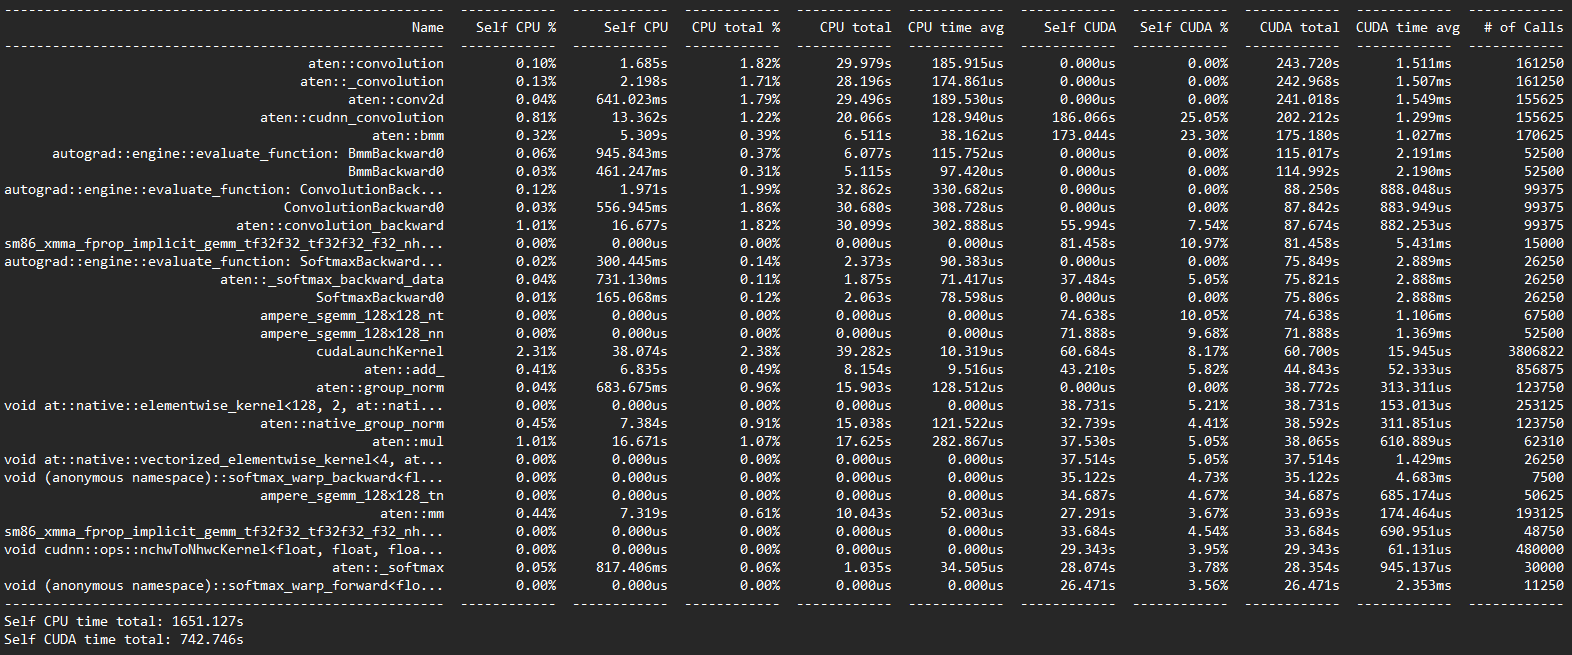 Name Self CPU % Self CPU CPU total % CPU total CPU time avg Self CUDA Self CUDA % CUDA total CUDA time avg # of Calls
aten::convolution 0.10% 1.685s 1.82% 29.979s 185.915us 0.000us 0.00% 243.720s 1.511ms 161250
aten::_convolution 0.13% 2.198s 1.71% 28.196s 174.861us 0.000us 0.00% 242.968s 1.507ms 161250
aten::conv2d 0.04% 641.023ms 1.79% 29.496s 189.530us 0.000us 0.00% 241.018s 1.549ms 155625
aten::cudnn_convolution 0.81% 13.362s 1.22% 20.066s 128.940us 186.066s 25.05% 202.212s 1.299ms 155625
aten::bmm 0.32% 5.309s 0.39% 6.511s 38.162us 173.044s 23.30% 175.180s 1.027ms 170625
autograd::engine::evaluate_function: BmmBackward0 0.06% 945.843ms 0.37% 6.077s 115.752us 0.000us 0.00% 115.017s 2.191ms 52500
BmmBackward0 0.03% 461.247ms 0.31% 5.115s 97.420us 0.000us 0.00% 114.992s 2.190ms 52500
autograd::engine::evaluate_function: ConvolutionBack... 0.12% 1.971s 1.99% 32.862s 330.682us 0.000us 0.00% 88.250s 888.048us 99375
ConvolutionBackward0 0.03% 556.945ms 1.86% 30.680s 308.728us 0.000us 0.00% 87.842s 883.949us 99375
aten::convolution_backward 1.01% 16.677s 1.82% 30.099s 302.888us 55.994s 7.54% 87.674s 882.253us 99375
sm86_xmma_fprop_implicit_gemm_tf32f32_tf32f32_f32_nh... 0.00% 0.000us 0.00% 0.000us 0.000us 81.458s 10.97% 81.458s 5.431ms 15000
autograd::engine::evaluate_function: SoftmaxBackward... 0.02% 300.445ms 0.14% 2.373s 90.383us 0.000us 0.00% 75.849s 2.889ms 26250
aten::_softmax_backward_data 0.04% 731.130ms 0.11% 1.875s 71.417us 37.484s 5.05% 75.821s 2.888ms 26250
SoftmaxBackward0 0.01% 165.068ms 0.12% 2.063s 78.598us 0.000us 0.00% 75.806s 2.888ms 26250
ampere_sgemm_128x128_nt 0.00% 0.000us 0.00% 0.000us 0.000us 74.638s 10.05% 74.638s 1.106ms 67500
ampere_sgemm_128x128_nn 0.00% 0.000us 0.00% 0.000us 0.000us 71.888s 9.68% 71.888s 1.369ms 52500
cudaLaunchKernel 2.31% 38.074s 2.38% 39.282s 10.319us 60.684s 8.17% 60.700s 15.945us 3806822
aten::add_ 0.41% 6.835s 0.49% 8.154s 9.516us 43.210s 5.82% 44.843s 52.333us 856875
aten::group_norm 0.04% 683.675ms 0.96% 15.903s 128.512us 0.000us 0.00% 38.772s 313.311us 123750
void at::native::elementwise_kernel<128, 2, at::nati... 0.00% 0.000us 0.00% 0.000us 0.000us 38.731s 5.21% 38.731s 153.013us 253125
aten::native_group_norm 0.45% 7.384s 0.91% 15.038s 121.522us 32.739s 4.41% 38.592s 311.851us 123750
aten::mul 1.01% 16.671s 1.07% 17.625s 282.867us 37.530s 5.05% 38.065s 610.889us 62310
void at::native::vectorized_elementwise_kernel<4, at... 0.00% 0.000us 0.00% 0.000us 0.000us 37.514s 5.05% 37.514s 1.429ms 26250
void (anonymous namespace)::softmax_warp_backward<fl... 0.00% 0.000us 0.00% 0.000us 0.000us 35.122s 4.73% 35.122s 4.683ms 7500
ampere_sgemm_128x128_tn 0.00% 0.000us 0.00% 0.000us 0.000us 34.687s 4.67% 34.687s 685.174us 50625
aten::mm 0.44% 7.319s 0.61% 10.043s 52.003us 27.291s 3.67% 33.693s 174.464us 193125
sm86_xmma_fprop_implicit_gemm_tf32f32_tf32f32_f32_nh... 0.00% 0.000us 0.00% 0.000us 0.000us 33.684s 4.54% 33.684s 690.951us 48750
void cudnn::ops::nchwToNhwcKernel<float, float, floa... 0.00% 0.000us 0.00% 0.000us 0.000us 29.343s 3.95% 29.343s 61.131us 480000
aten::_softmax 0.05% 817.406ms 0.06% 1.035s 34.505us 28.074s 3.78% 28.354s 945.137us 30000
void (anonymous namespace)::softmax_warp_forward<flo... 0.00% 0.000us 0.00% 0.000us 0.000us 26.471s 3.56% 26.471s 2.353ms 11250
Self CPU time total: 1651.127s
Self CUDA time total: 742.746s